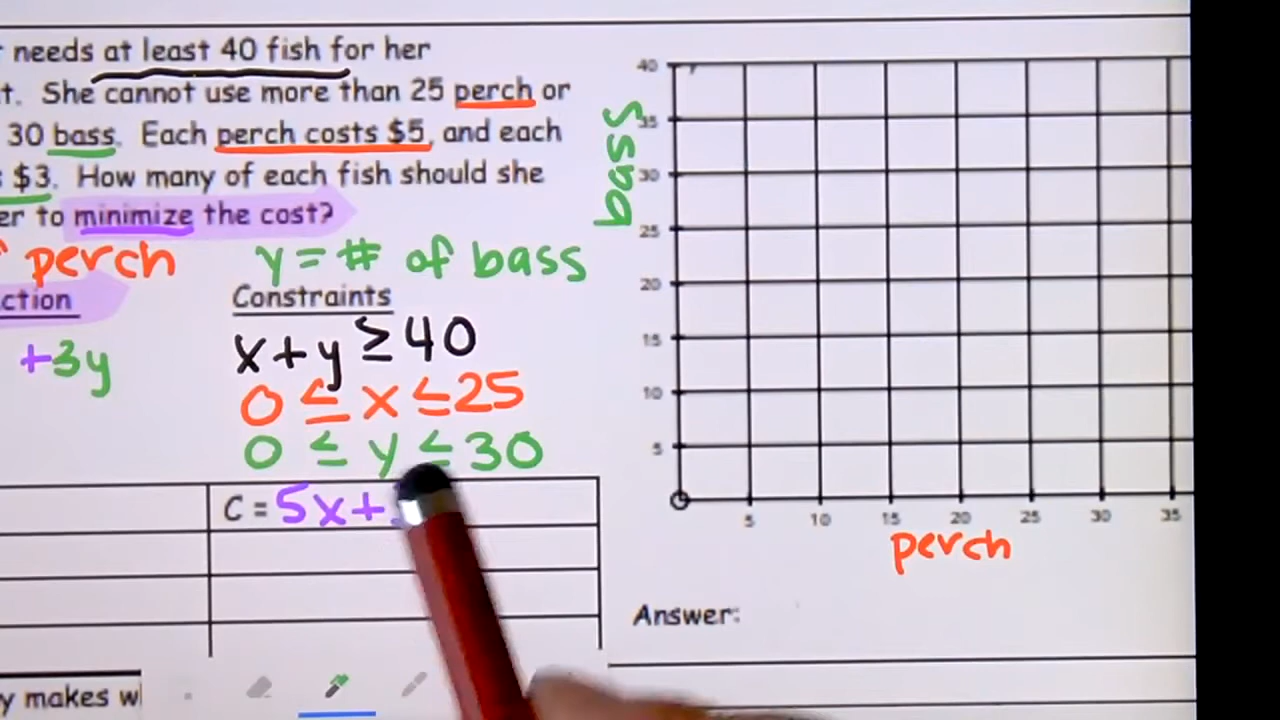 needs at least 40 fish for her
t. She cannot use more than 25 perch or
30 bass. Each perch costs $5, and each
$3. How many of each fish should she
er to minimize the cost?
perch
y = # of bass
ction
Constraints
+3y
x+y ≥ 40
0 ≤ x ≤ 25
0 ≤ y ≤ 30
C = 5x+
y makes w
bass
40
35
30
25
20
15
10
5
0
5 10 15 20 25 30 35
perch
Answer: